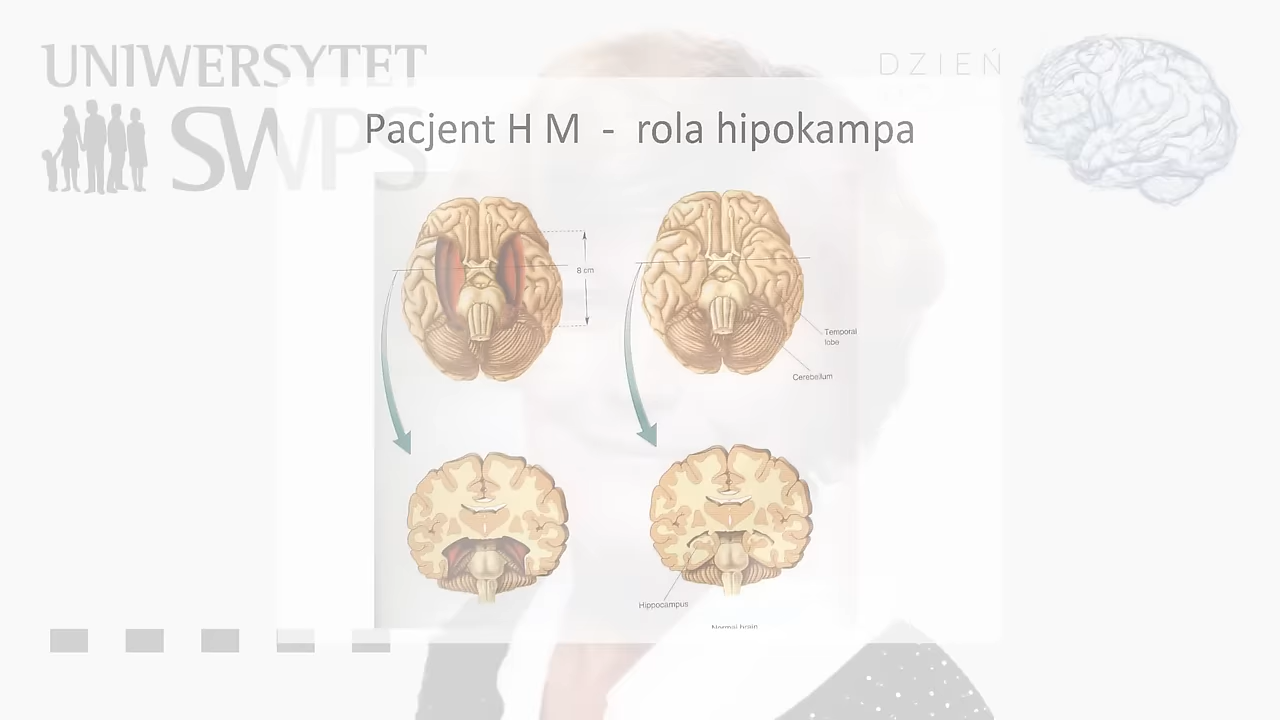 UNIWERSYTET
SWPS
DZIEŃ
Pacjent H M - rola hipokampa
8 cm
Temporal
lobe
Cerebellum
Hippocampus
Normal brain